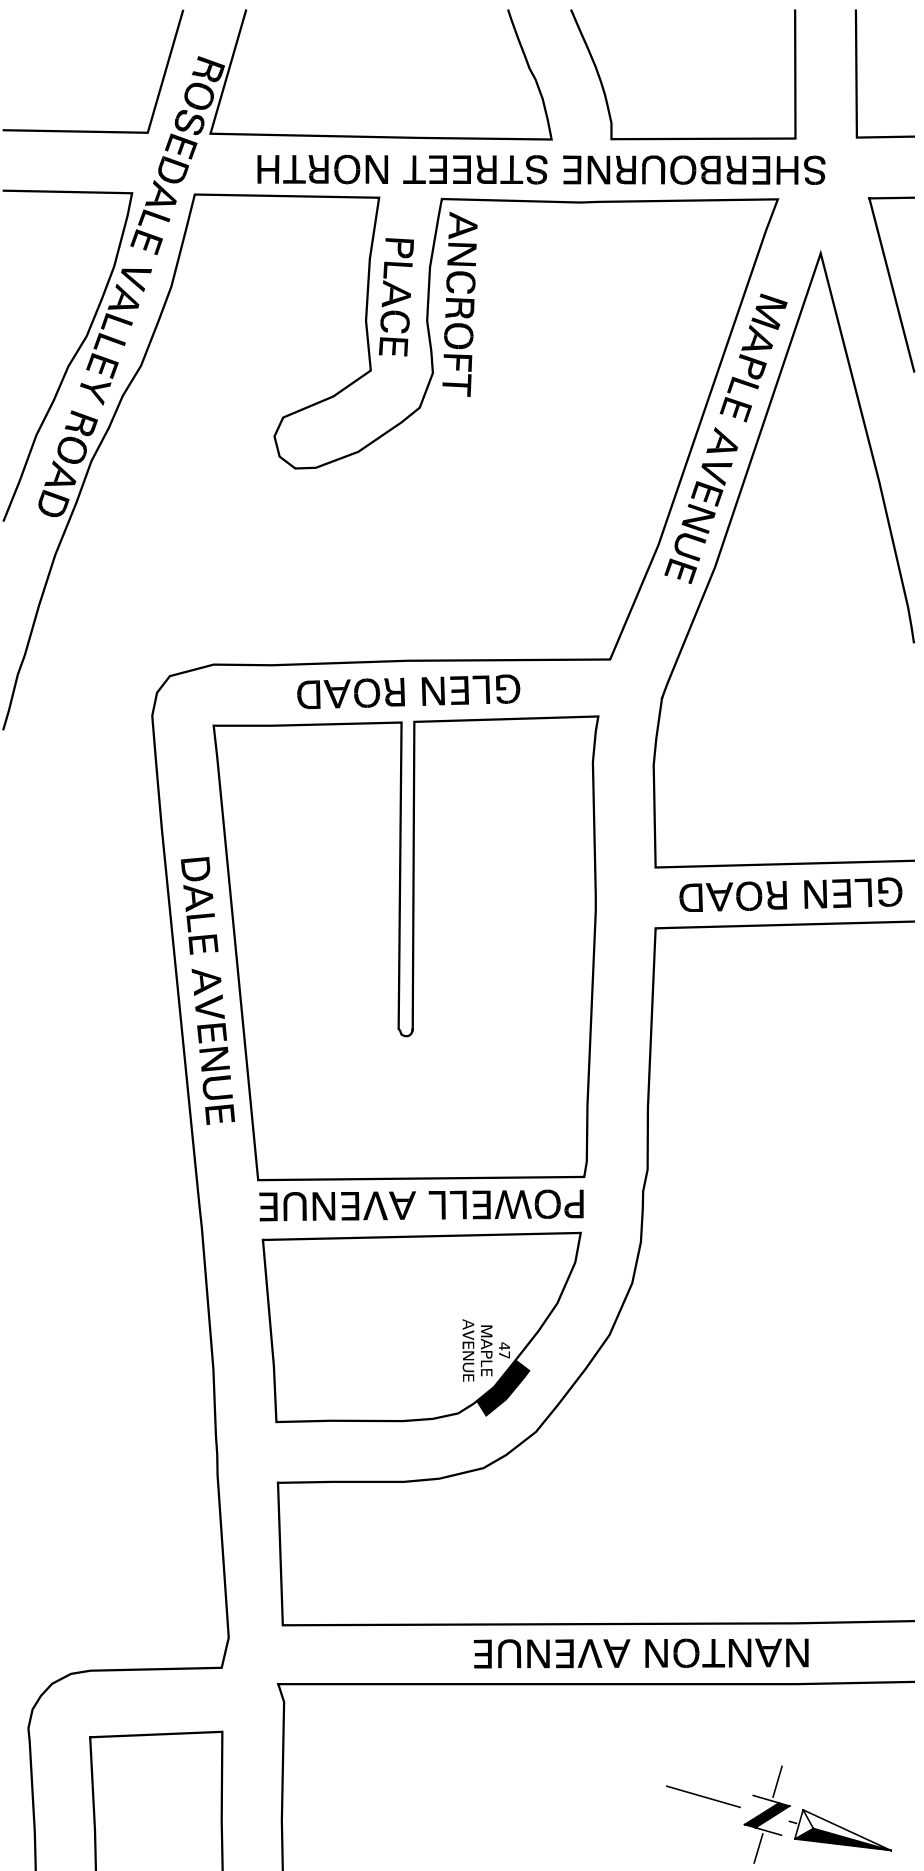 ROSEDALE VALLEY ROAD
SHERBOURNE STREET NORTH
ANCROFT
PLACE
MAPLE AVENUE
GLEN ROAD
GLEN ROAD
DALE AVENUE
POWELL AVENUE
47
MAPLE
AVENUE
NANTON AVENUE
N